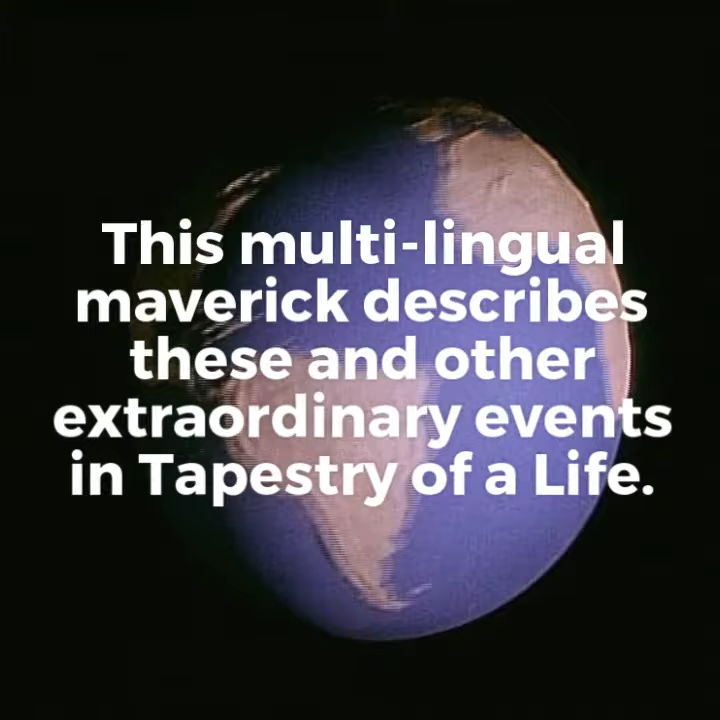 This multi-lingual
maverick describes
these and other
extraordinary events
in Tapestry of a Life.